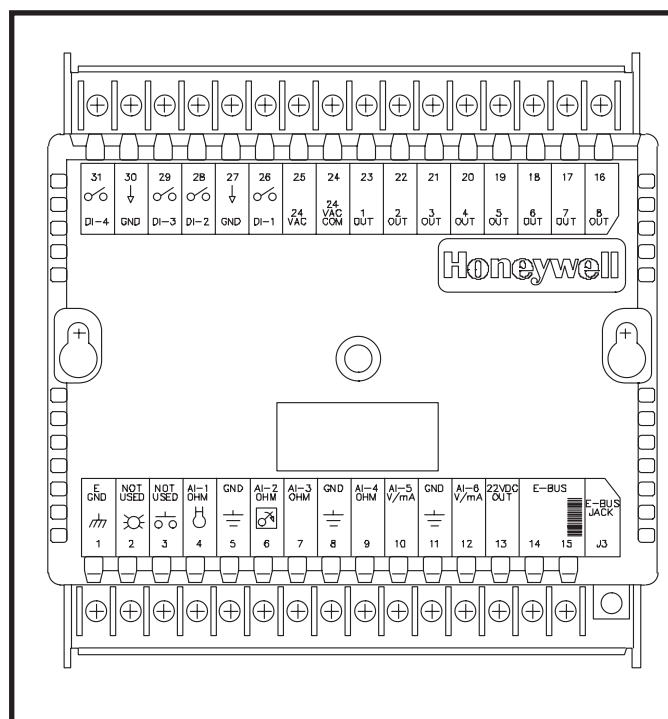 31 30 29 28 27 26 25 24 23 22 21 20 19 18 17 16
DI-4 GND DI-3 DI-2 GND DI-1 24 VAC 24 VAC COM 1 OUT 2 OUT 3 OUT 4 OUT 5 OUT 6 OUT 7 OUT 8 OUT
Honeywell
E GND NOT USED NOT USED AI-1 OHM GND AI-2 OHM AI-3 OHM GND AI-4 OHM AI-5 V/mA GND AI-6 V/mA 22VDC OUT E-BUS E-BUS JACK
1 2 3 4 5 6 7 8 9 10 11 12 13 14 15 J3